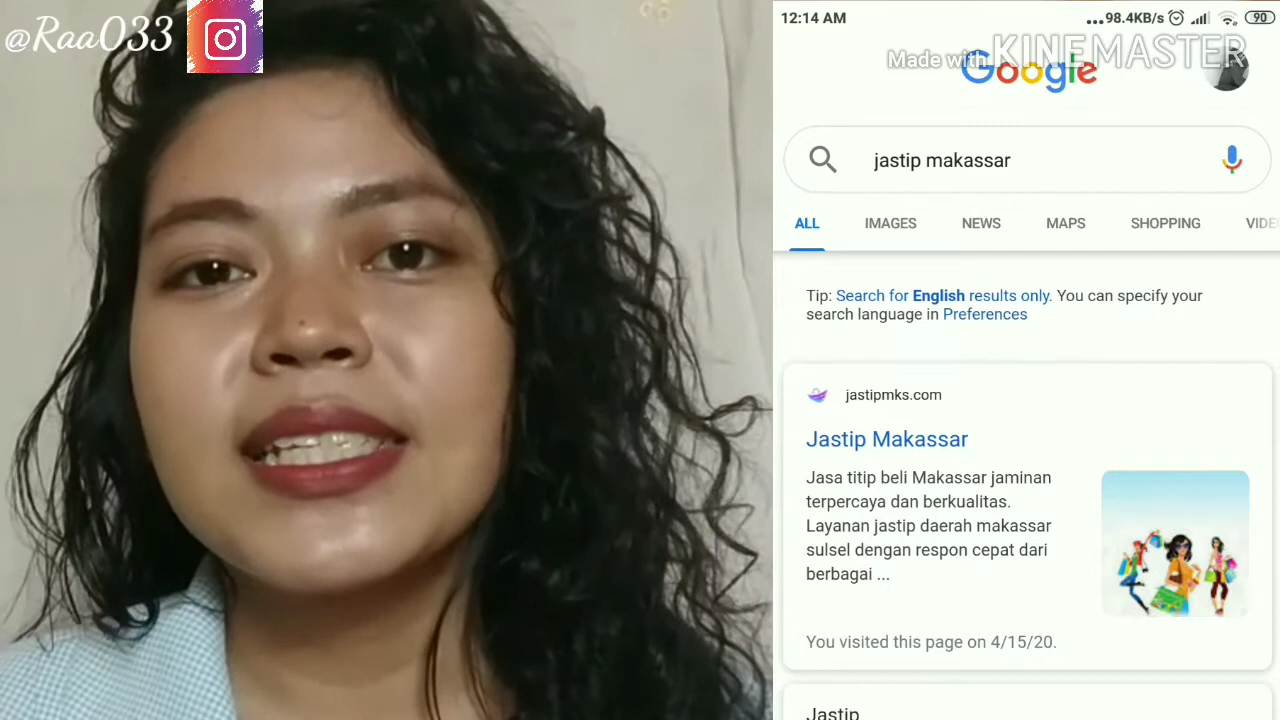 @Raa033
12:14 AM
...98.4KB/s
90
Made with KINEMASTER
Google
jastip makassar
ALL IMAGES NEWS MAPS SHOPPING VIDE
Tip: Search for English results only. You can specify your
search language in Preferences
jastipmks.com
Jastip Makassar
Jasa titip beli Makassar jaminan
terpercaya dan berkualitas.
Layanan jastip daerah makassar
sulsel dengan respon cepat dari
berbagai ...
You visited this page on 4/15/20.
Jastip